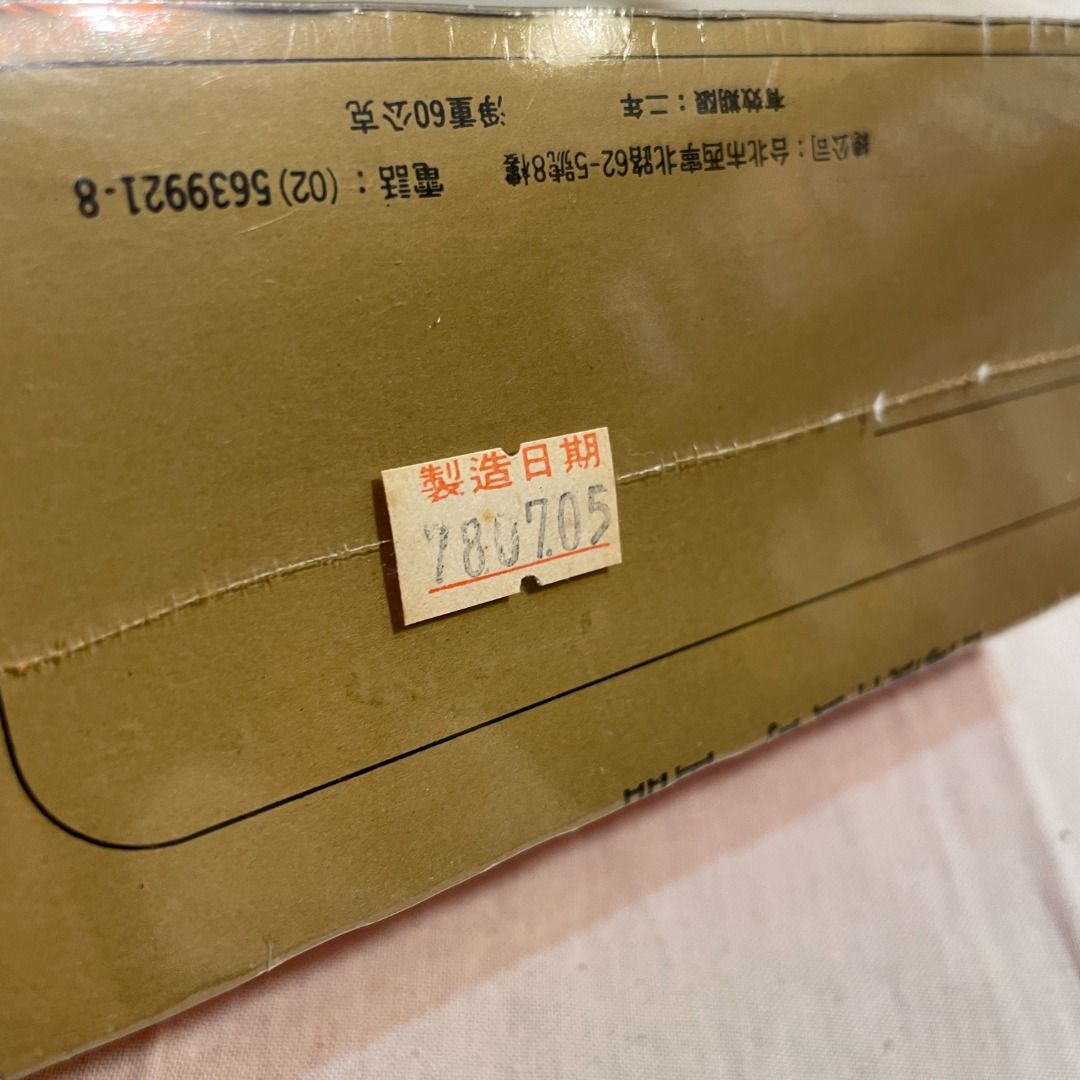 總公司：台北市西寧北路62-5號8樓 電話：(02)5639921-8
有效期限：二年 淨重60公克
製造日期
78.07.05